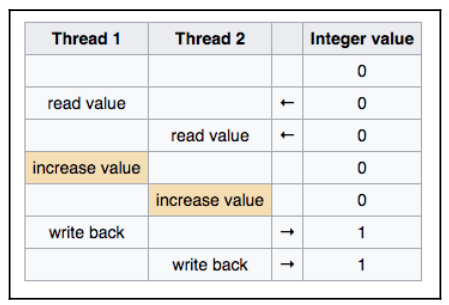 Thread 1 Thread 2 Integer value
0
read value ← 0
read value ← 0
increase value 0
increase value 0
write back → 1
write back → 1